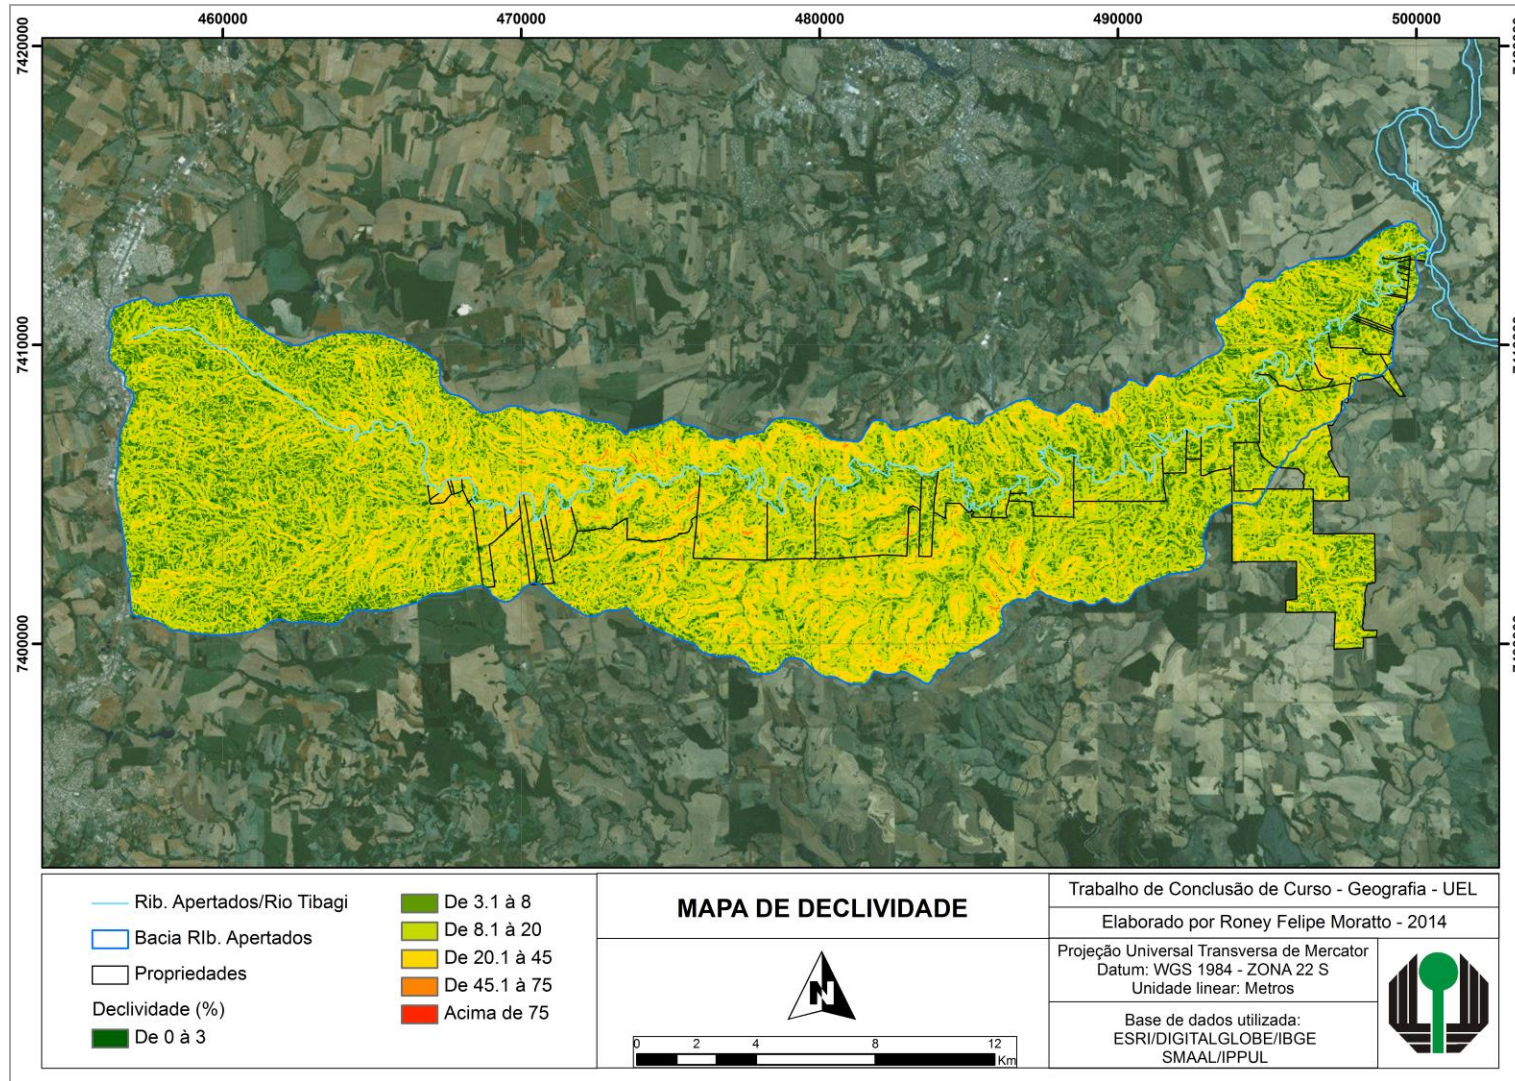 460000 470000 480000 490000 500000
7420000
7410000
7400000
Rib. Apertados/Rio Tibagi
Bacia RIb. Apertados
Propriedades
Declividade (%)
De 0 à 3
De 3.1 à 8
De 8.1 à 20
De 20.1 à 45
De 45.1 à 75
Acima de 75
MAPA DE DECLIVIDADE
N
0 2 4 8 12
Km
Trabalho de Conclusão de Curso - Geografia - UEL
Elaborado por Roney Felipe Moratto - 2014
Projeção Universal Transversa de Mercator
Datum: WGS 1984 - ZONA 22 S
Unidade linear: Metros
Base de dados utilizada:
ESRI/DIGITALGLOBE/IBGE
SMAAL/IPPUL